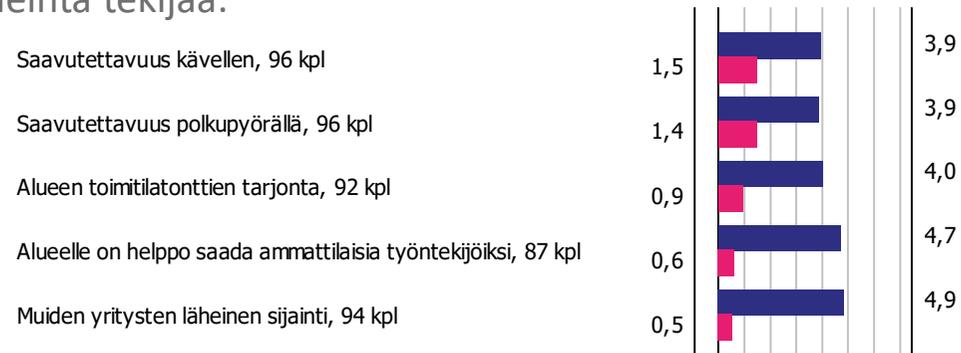 einta tekijää.
Saavutettavuus kävellen, 96 kpl 1,5 3,9
Saavutettavuus polkupyörällä, 96 kpl 1,4 3,9
Alueen toimitilatonttien tarjonta, 92 kpl 0,9 4,0
Alueelle on helppo saada ammattilaisia työntekijöiksi, 87 kpl 0,6 4,7
Muiden yritysten läheinen sijainti, 94 kpl 0,5 4,9